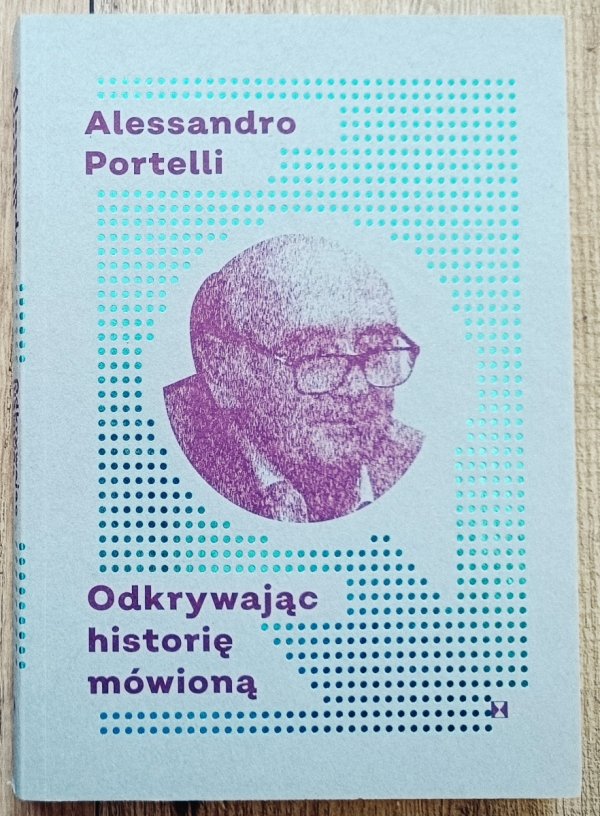 Alessandro
Portelli
Odkrywając
historię
mówioną